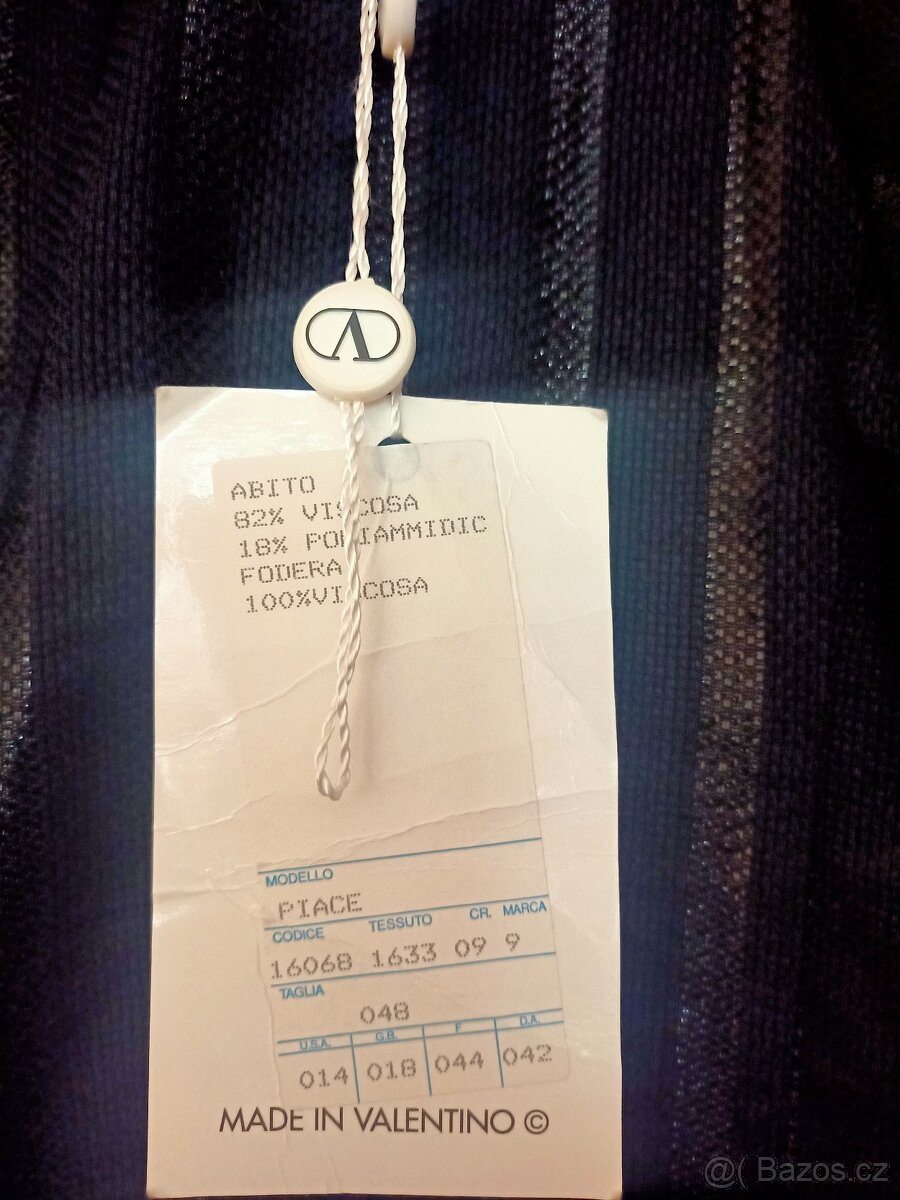 ABITO
82% VISCOSA
18% POLIAMMIDIC
FODERA
100%VISCOSA
MODELLO
PIACE
CODICE TESSUTO CR. MARCA
16068 1633 09 9
TAGLIA
048
U.S.A. G.B. F D.A.
014 018 044 042
MADE IN VALENTINO ©
@( Bazos.cz